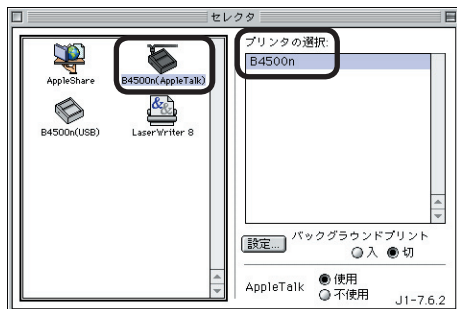 セレクタ
AppleShare
B4500n(AppleTalk)
B4500n(USB)
LaserWriter 8
プリンタの選択:
B4500n
設定...
バックグラウンドプリント
入 切
AppleTalk
使用
不使用
J1-7.6.2